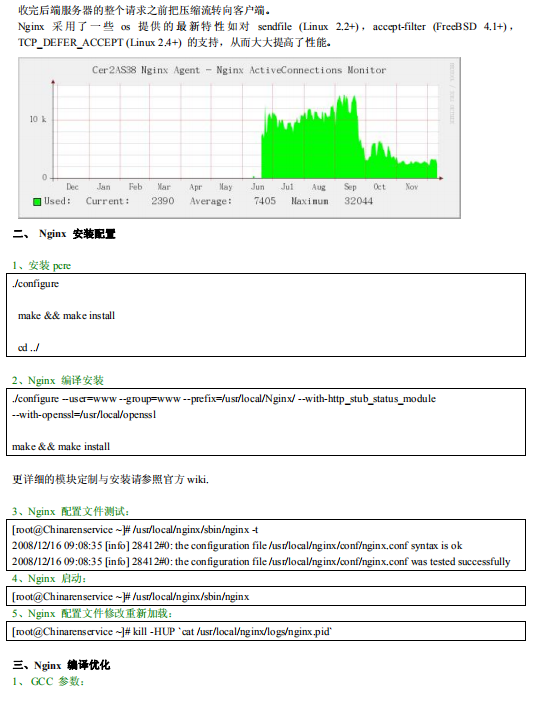 收完后端服务器的整个请求之前把压缩流转向客户端。
Nginx 采用了一些 os 提供的最新特性如对 sendfile (Linux 2.2+)，accept-filter (FreeBSD 4.1+)，
TCP_DEFER_ACCEPT (Linux 2.4+) 的支持，从而大大提高了性能。
Cer2AS38 Nginx Agent - Nginx ActiveConnections Monitor
10 k
0
Dec Jan Feb Mar Apr May Jun Jul Aug Sep Oct Nov
Used: Current: 2390 Average: 7405 Maximum 32044
二、 Nginx 安装配置
1、安装 pcre
./configure
make && make install
cd ../
2、Nginx 编译安装
./configure --user=www --group=www --prefix=/usr/local/Nginx/ --with-http_stub_status_module
--with-openssl=/usr/local/openssl
make && make install
更详细的模块定制与安装请参照官方 wiki.
3、Nginx 配置文件测试：
[root@Chinarenservice ~]# /usr/local/nginx/sbin/nginx -t
2008/12/16 09:08:35 [info] 28412#0: the configuration file /usr/local/nginx/conf/nginx.conf syntax is ok
2008/12/16 09:08:35 [info] 28412#0: the configuration file /usr/local/nginx/conf/nginx.conf was tested successfully
4、Nginx 启动：
[root@Chinarenservice ~]# /usr/local/nginx/sbin/nginx
5、Nginx 配置文件修改重新加载：
[root@Chinarenservice ~]# kill -HUP `cat /usr/local/nginx/logs/nginx.pid`
三、Nginx 编译优化
1、 GCC 参数：